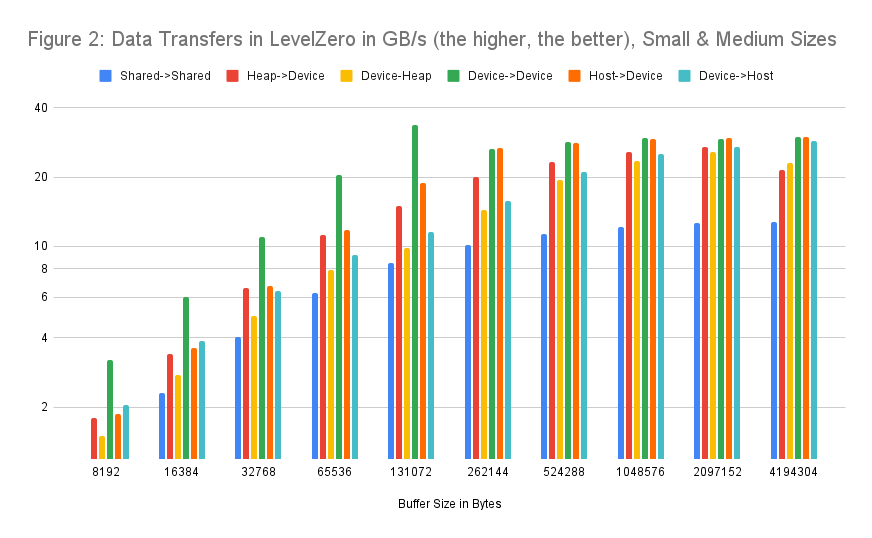 Figure 2: Data Transfers in LevelZero in GB/s (the higher, the better), Small & Medium Sizes
Shared->Shared Heap->Device Device-Heap Device->Device Host->Device Device->Host
40
20
10
8
6
4
2
8192 16384 32768 65536 131072 262144 524288 1048576 2097152 4194304
Buffer Size in Bytes